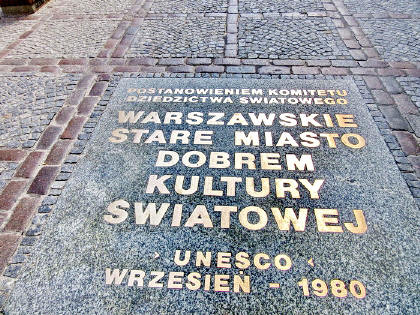 POSTANOWIENIEM KOMITETU
DZIEDZICTWA ŚWIATOWEGO
WARSZAWSKIE
STARE MIASTO
DOBREM
KULTURY
ŚWIATOWEJ
› UNESCO ‹
WRZESIEŃ - 1980